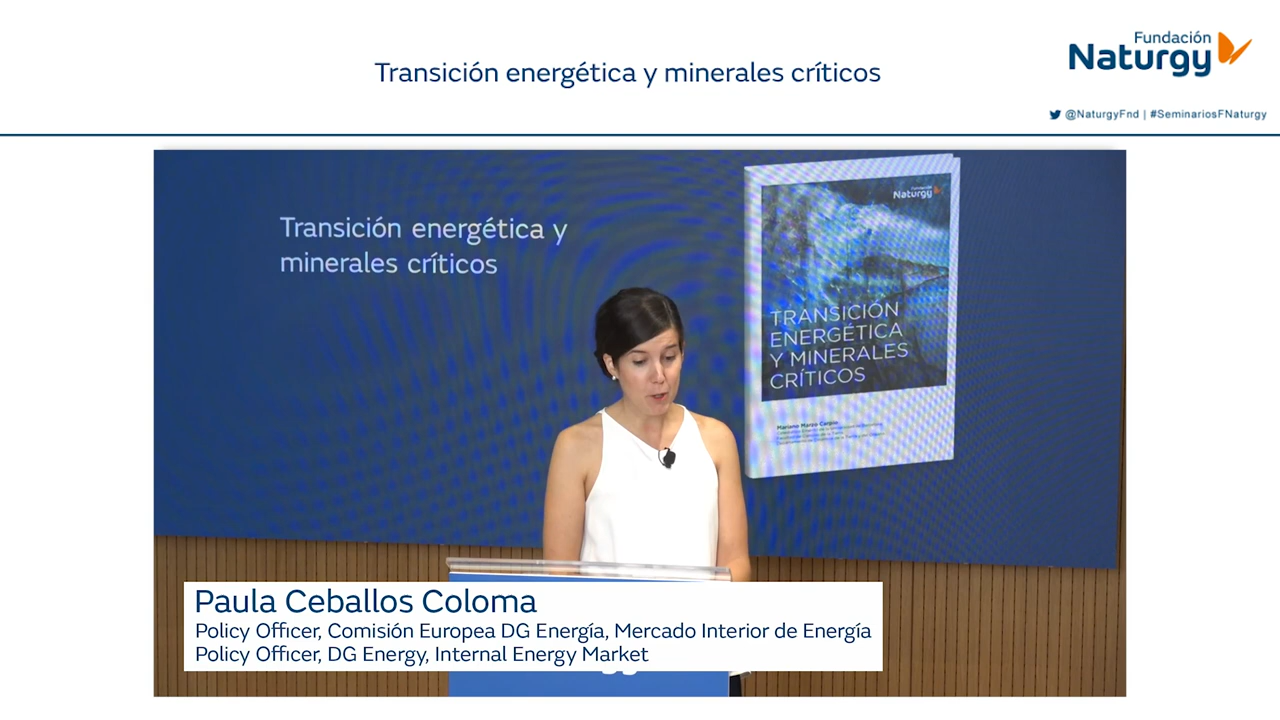 Transición energética y minerales críticos
Fundación
Naturgy
@NaturgyFnd | #SeminariosFNaturgy
Transición energética y
minerales críticos
Fundación
Naturgy
TRANSICIÓN
ENERGÉTICA
Y MINERALES
CRÍTICOS
Mariano Marzo Carpio
Paula Ceballos Coloma
Policy Officer, Comisión Europea DG Energía, Mercado Interior de Energía
Policy Officer, DG Energy, Internal Energy Market